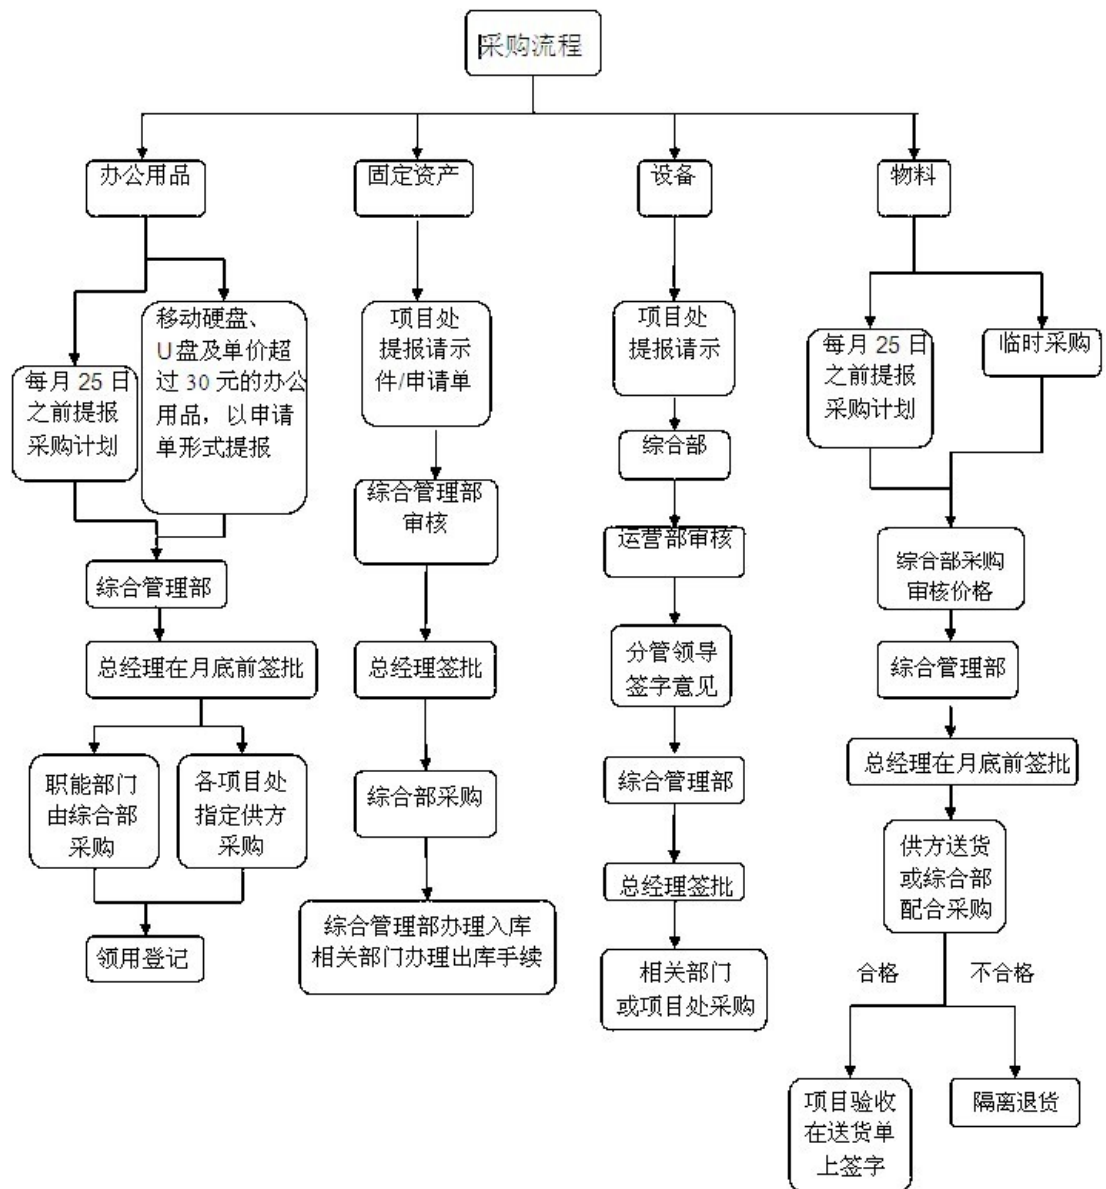 采购流程
办公用品
固定资产
设备
物料
每月 25 日
之前提报
采购计划
移动硬盘、
U盘及单价超
过 30 元的办公
用品，以申请
单形式提报
综合管理部
总经理在月底前签批
职能部门
由综合部
采购
各项目处
指定供方
采购
领用登记
项目处
提报请示
件/申请单
综合管理部
审核
总经理签批
综合部采购
综合管理部办理入库
相关部门办理出库手续
项目处
提报请示
综合部
运营部审核
分管领导
签字意见
综合管理部
总经理签批
相关部门
或项目处采购
每月 25 日
之前提报
采购计划
临时采购
综合部采购
审核价格
综合管理部
总经理在月底前签批
供方送货
或综合部
配合采购
合格
不合格
项目验收
在送货单
上签字
隔离退货